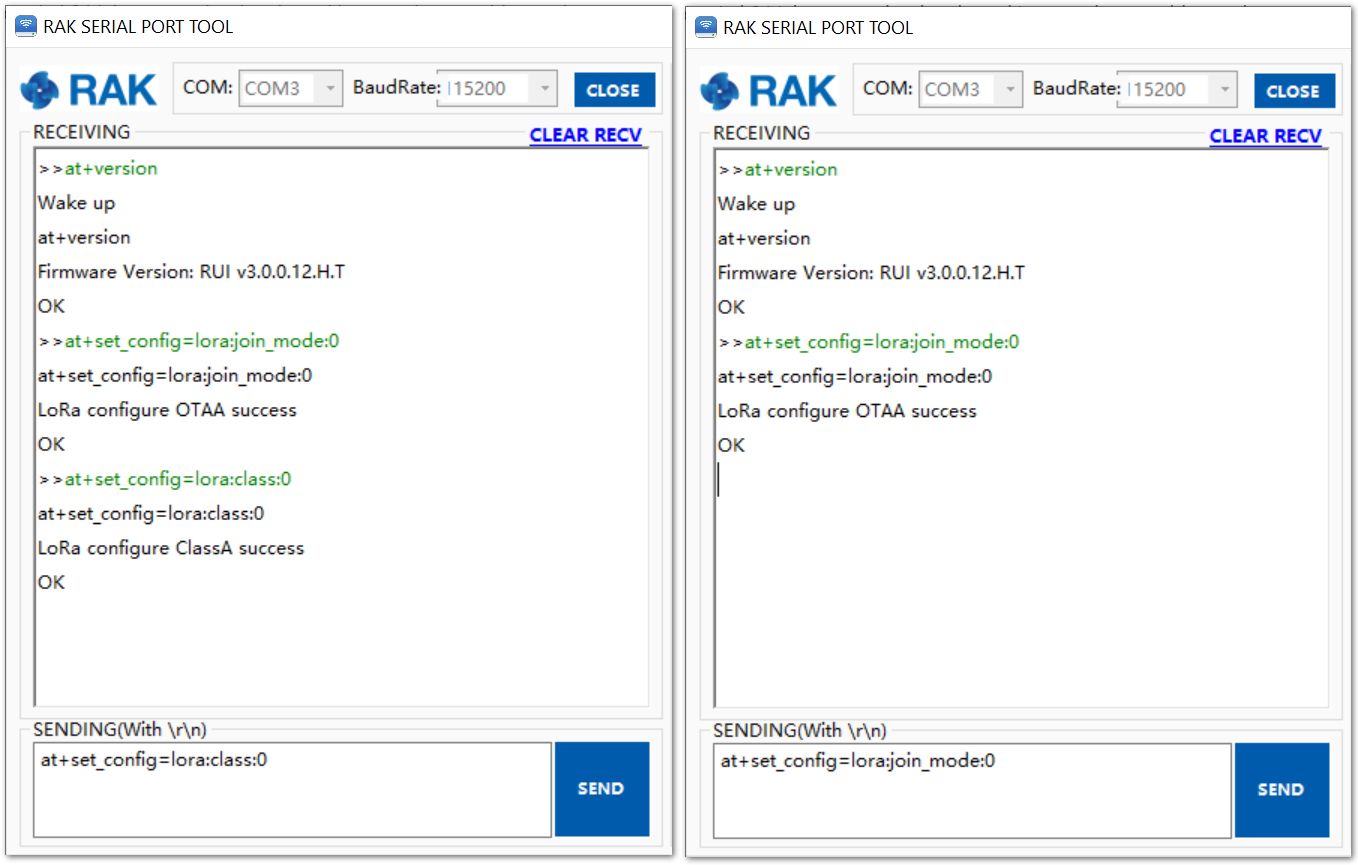 RAK SERIAL PORT TOOL
RAK COM: COM3 BaudRate: 115200 CLOSE
RECEIVING CLEAR RECV
>>at+version
Wake up
at+version
Firmware Version: RUI v3.0.0.12.H.T
OK
>>at+set_config=lora:join_mode:0
at+set_config=lora:join_mode:0
LoRa configure OTAA success
OK
>>at+set_config=lora:class:0
at+set_config=lora:class:0
LoRa configure ClassA success
OK
SENDING(With \r\n)
at+set_config=lora:class:0
SEND
RAK SERIAL PORT TOOL
RAK COM: COM3 BaudRate: 115200 CLOSE
RECEIVING CLEAR RECV
>>at+version
Wake up
at+version
Firmware Version: RUI v3.0.0.12.H.T
OK
>>at+set_config=lora:join_mode:0
at+set_config=lora:join_mode:0
LoRa configure OTAA success
OK
SENDING(With \r\n)
at+set_config=lora:join_mode:0
SEND